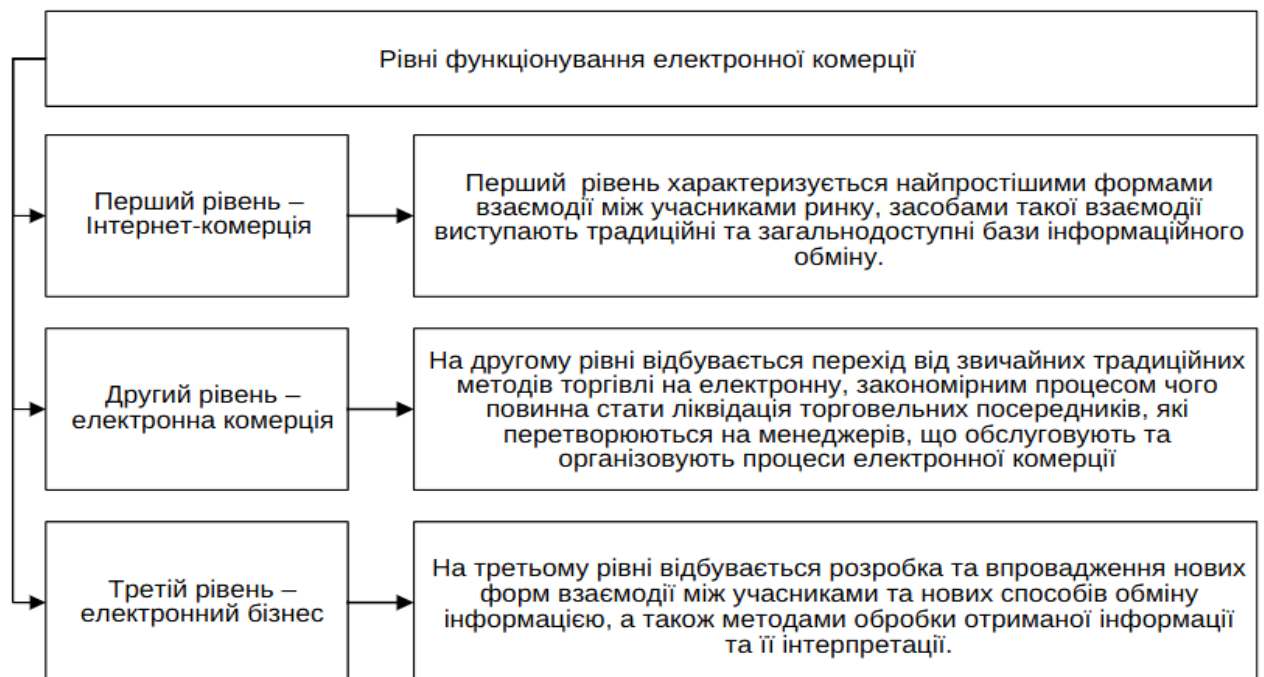 Рівні функціонування електронної комерції
Перший рівень –
Інтернет-комерція
Перший  рівень характеризується найпростішими формами
взаємодії між учасниками ринку, засобами такої взаємодії
виступають традиційні та загальнодоступні бази інформаційного
обміну.
Другий рівень –
електронна комерція
На другому рівні відбувається перехід від звичайних традиційних
методів торгівлі на електронну, закономірним процесом чого
повинна стати ліквідація торговельних посередників, які
перетворюються на менеджерів, що обслуговують та
організовують процеси електронної комерції
Третій рівень –
електронний бізнес
На третьому рівні відбувається розробка та впровадження нових
форм взаємодії між учасниками та нових способів обміну
інформацією, а також методами обробки отриманої інформації
та її інтерпретації.